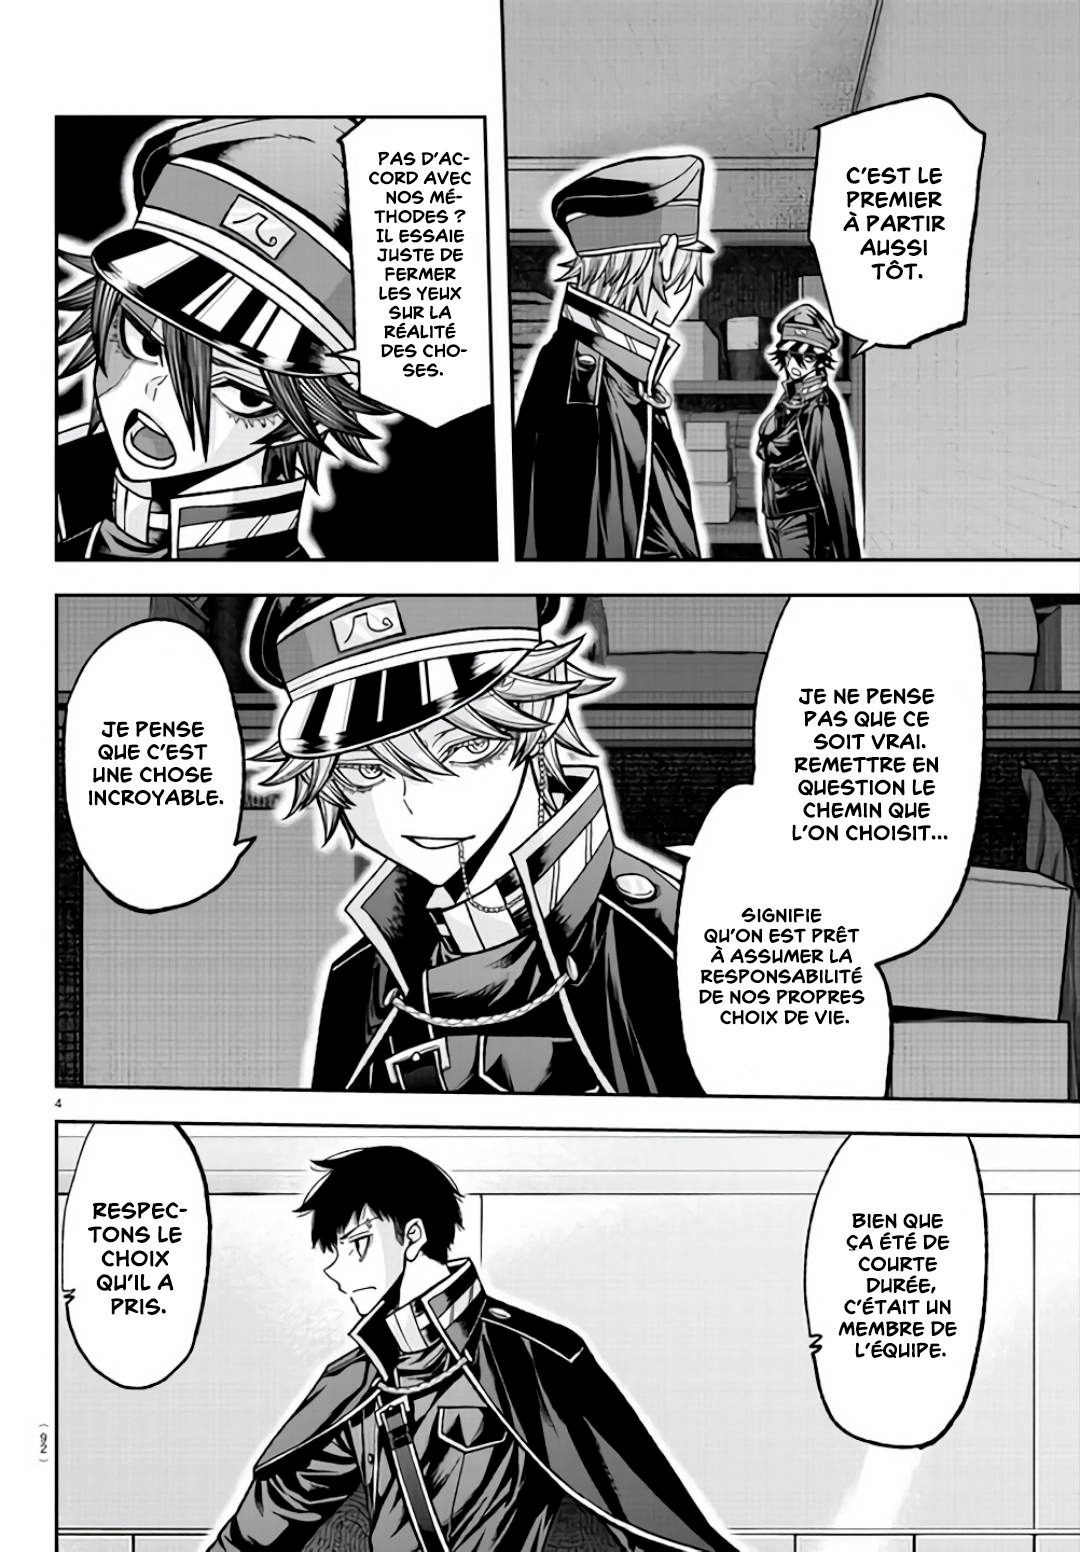 C'EST LE
PREMIER
À PARTIR
AUSSI
TÔT.
PAS D'AC-
CORD AVEC
NOS MÉ-
THODES ?
IL ESSAIE
JUSTE DE
FERMER
LES YEUX
SUR LA
RÉALITÉ
DES CHO-
SES.
JE NE PENSE
PAS QUE CE
SOIT VRAI.
REMETTRE EN
QUESTION LE
CHEMIN QUE
L'ON CHOISIT...
SIGNIFIE
QU'ON EST PRÊT
À ASSUMER LA
RESPONSABILITÉ
DE NOS PROPRES
CHOIX DE VIE.
JE PENSE
QUE C'EST
UNE CHOSE
INCROYABLE.
4
BIEN QUE
ÇA ÉTÉ DE
COURTE
DURÉE,
C'ÉTAIT UN
MEMBRE DE
L'ÉQUIPE.
RESPEC-
TONS LE
CHOIX
QU'IL A
PRIS.
(92)